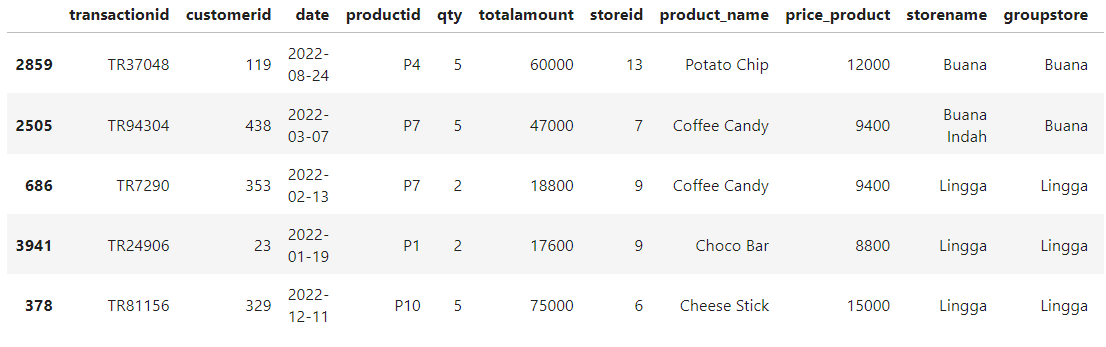 transactionid customerid date productid qty totalamount storeid product_name price_product storename groupstore
2859 TR37048 119 2022-08-24 P4 5 60000 13 Potato Chip 12000 Buana Buana
2505 TR94304 438 2022-03-07 P7 5 47000 7 Coffee Candy 9400 Buana Indah Buana
686 TR7290 353 2022-02-13 P7 2 18800 9 Coffee Candy 9400 Lingga Lingga
3941 TR24906 23 2022-01-19 P1 2 17600 9 Choco Bar 8800 Lingga Lingga
378 TR81156 329 2022-12-11 P10 5 75000 6 Cheese Stick 15000 Lingga Lingga